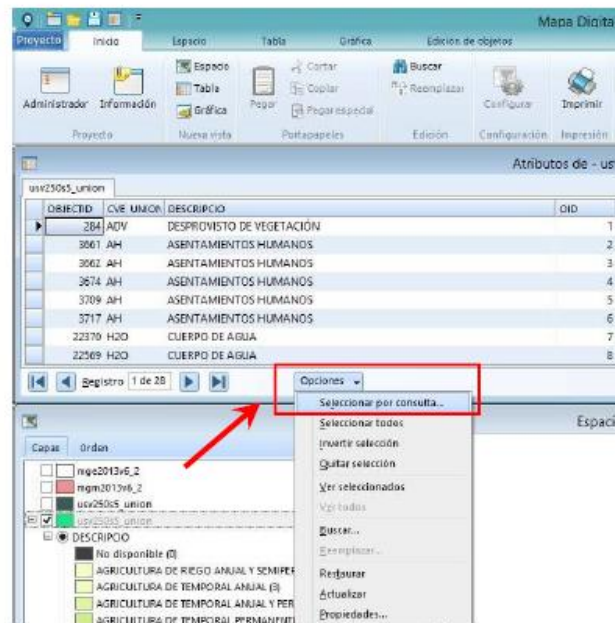 Mapa Digita
Proyecto Inicio Espacio Tabla Gráfica Edición de objetos
Administrador Información
Espacio
Tabla
Gráfica
Pegar
Cortar
Copiar
Pegar especial
Buscar
Reemplazar
Configurar
Imprimir
Proyecto Nueva vista Portapapeles Edición Configuración Impresión
Atributos de - us
usv250s5_union
OBJECTID CVE_UNION DESCRIPCIO OID
284 ADV DESPROVISTO DE VEGETACIÓN 1
3661 AH ASENTAMIENTOS HUMANOS 2
3662 AH ASENTAMIENTOS HUMANOS 3
3674 AH ASENTAMIENTOS HUMANOS 4
3709 AH ASENTAMIENTOS HUMANOS 5
3717 AH ASENTAMIENTOS HUMANOS 6
22370 H2O CUERPO DE AGUA 7
22569 H2O CUERPO DE AGUA 8
Registro 1 de 28
Opciones
Seleccionar por consulta...
Seleccionar todos
Invertir selección
Quitar selección
Ver seleccionados
Ver todos
Buscar...
Reemplazar...
Restaurar
Actualizar
Propiedades...
Espaci
Capas Orden
mge2013v6_2
mgm2013v6_2
usv250s5_union
usv250s5_union
DESCRIPCIO
No disponible (0)
AGRICULTURA DE RIEGO ANUAL Y SEMIPER
AGRICULTURA DE TEMPORAL ANUAL (3)
AGRICULTURA DE TEMPORAL ANUAL Y PER
AGRICULTURA DE TEMPORAL PERMANENTE